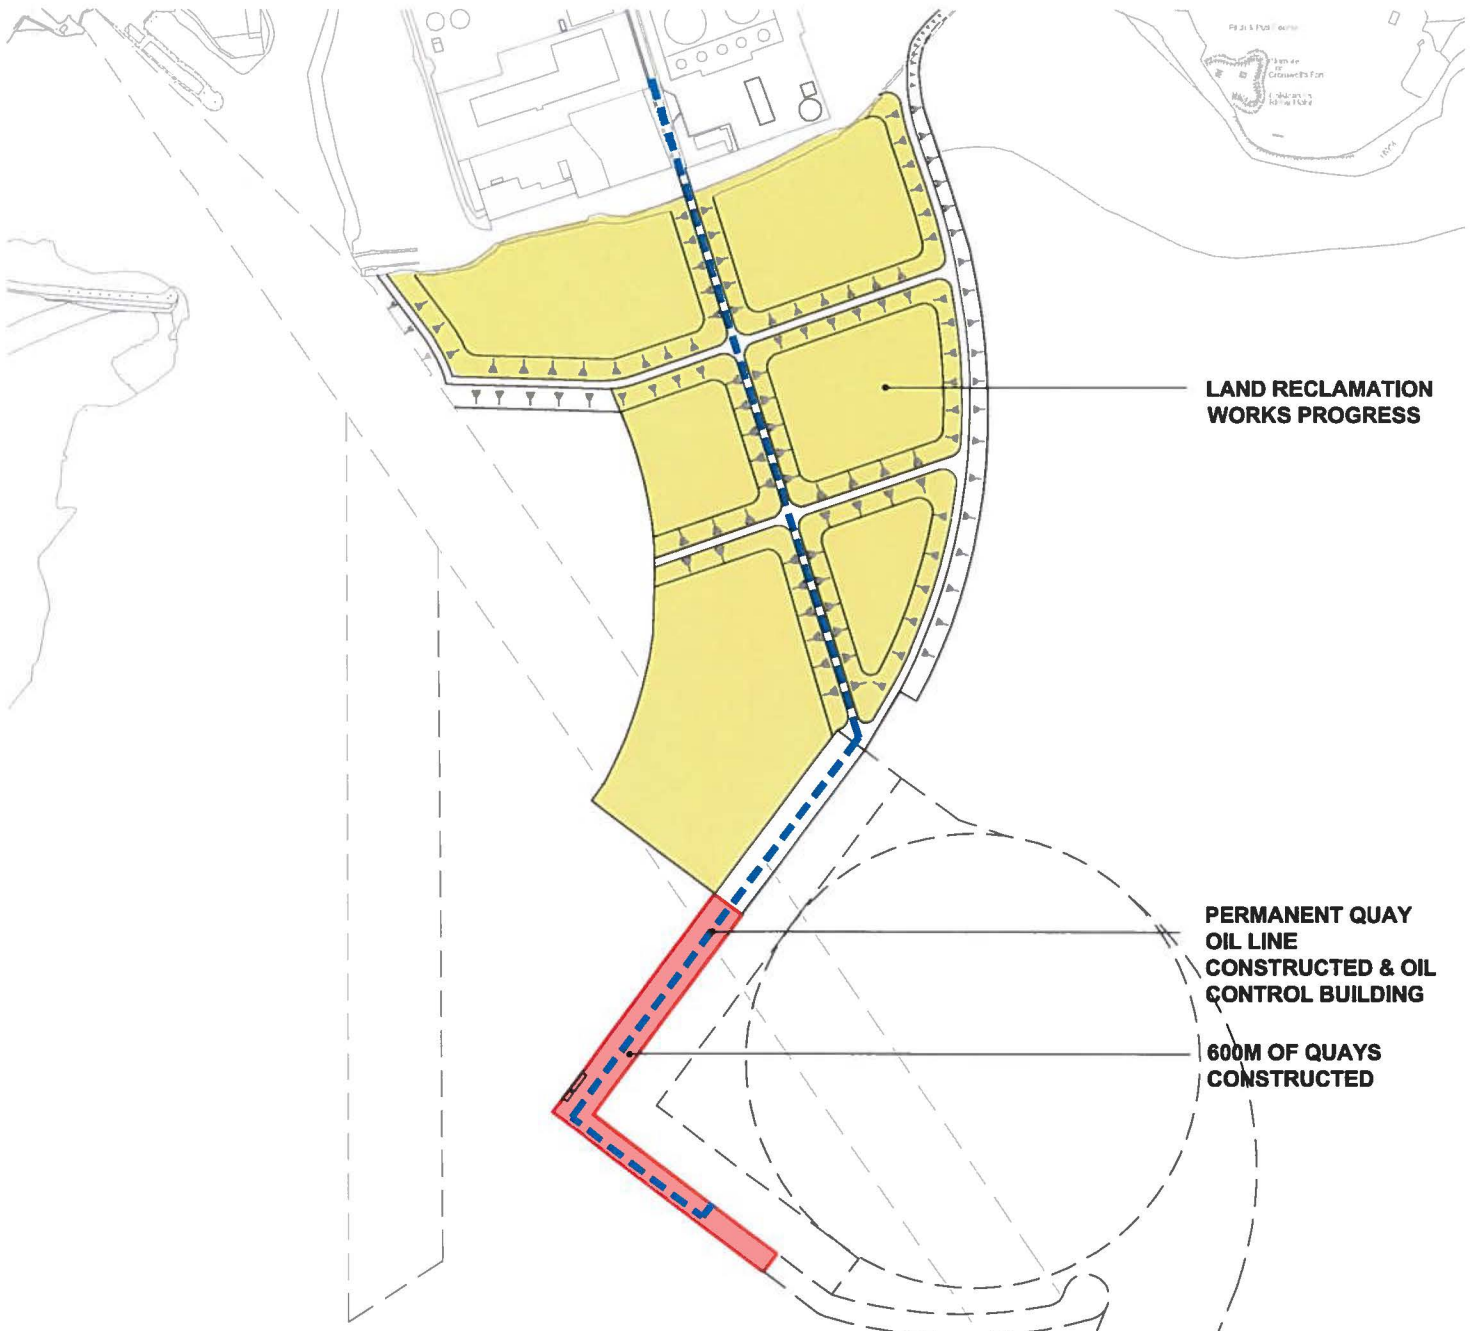 LAND RECLAMATION
WORKS PROGRESS
PERMANENT QUAY
OIL LINE
CONSTRUCTED & OIL
CONTROL BUILDING
600M OF QUAYS
CONSTRUCTED